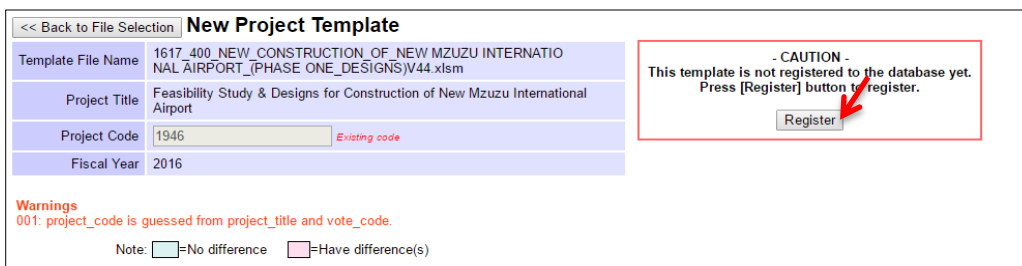 << Back to File Selection New Project Template
Template File Name 1617_400_NEW_CONSTRUCTION_OF_NEW MZUZU INTERNATIO
NAL AIRPORT_(PHASE ONE_DESIGNS)V44.xlsm
Project Title Feasibility Study & Designs for Construction of New Mzuzu International
Airport
Project Code 1946 Existing code
Fiscal Year 2016
- CAUTION -
This template is not registered to the database yet.
Press [Register] button to register.
Register
Warnings
001: project_code is guessed from project_title and vote_code.
Note: =No difference =Have difference(s)